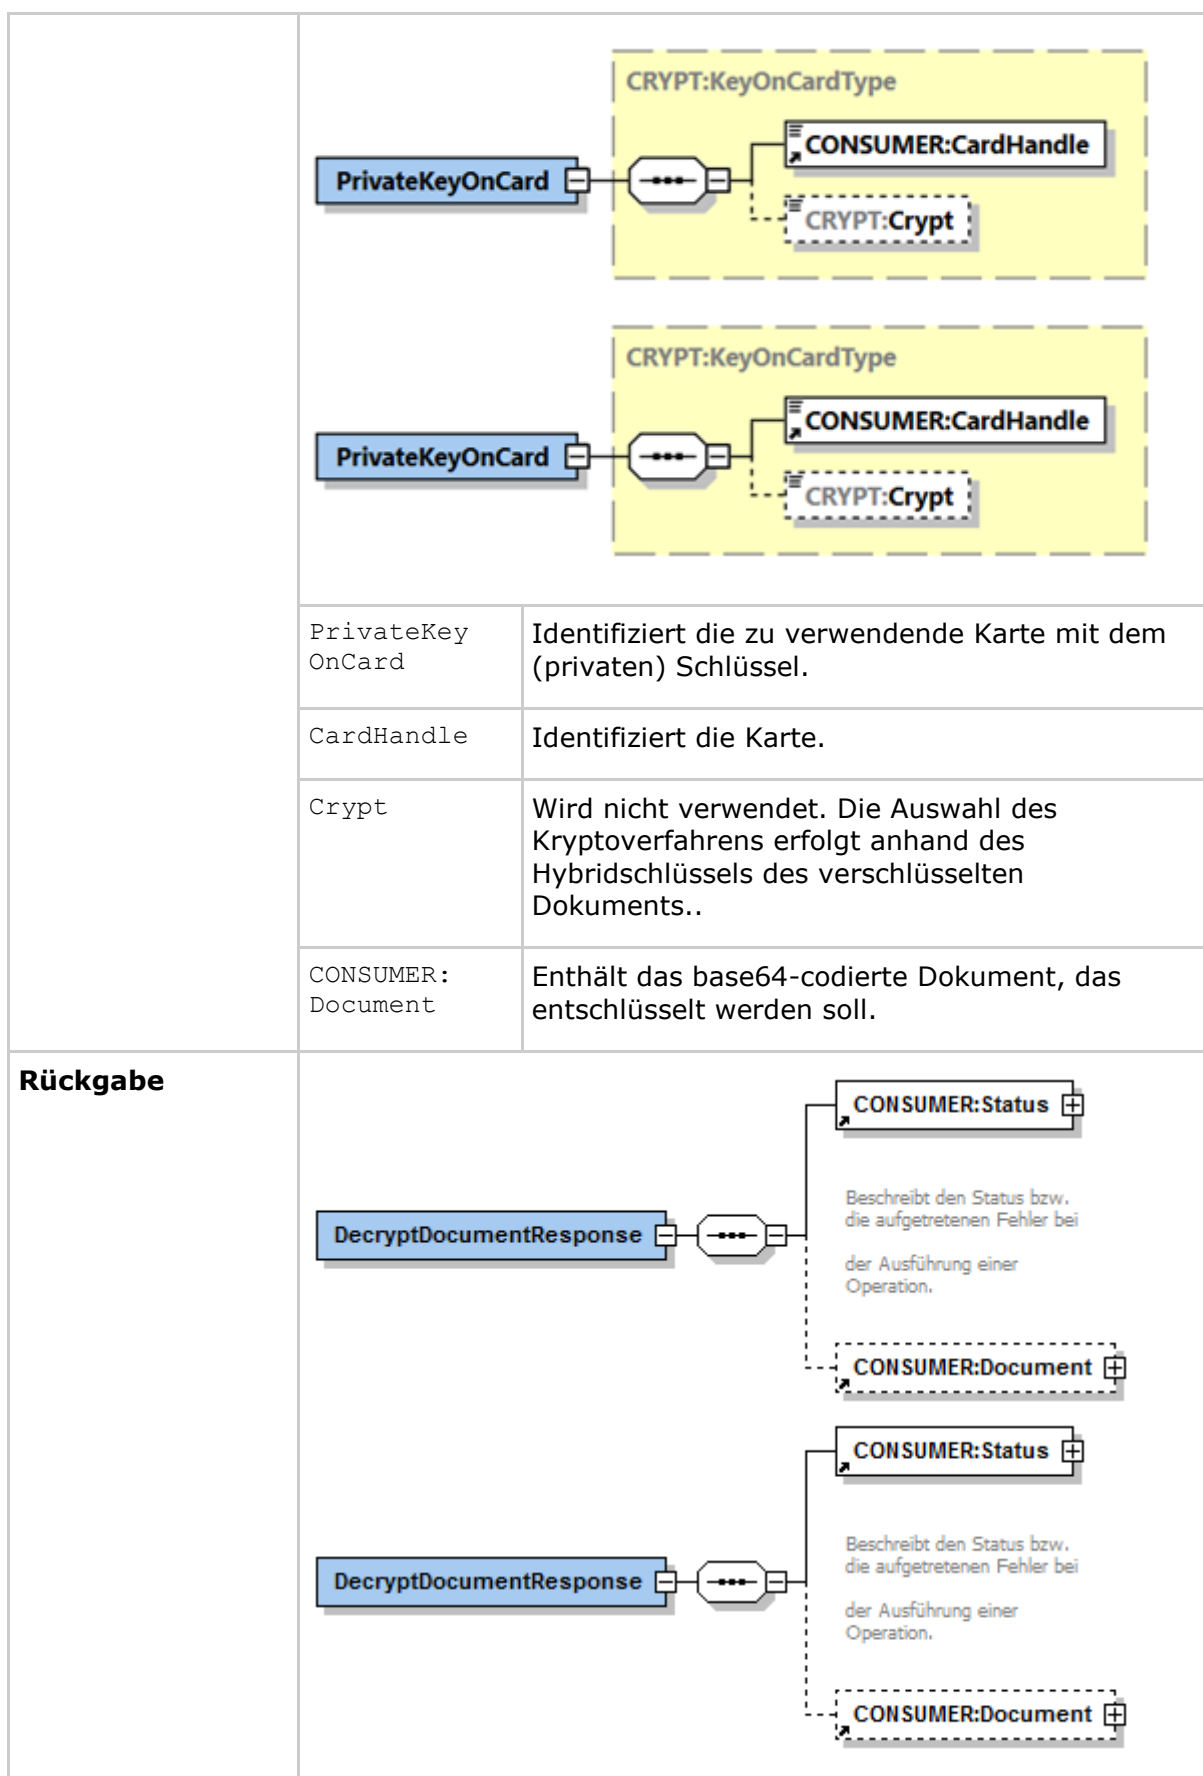 CRYPT:KeyOnCardType
CONSUMER:CardHandle
PrivateKeyOnCard
CRYPT:Crypt
CRYPT:KeyOnCardType
CONSUMER:CardHandle
PrivateKeyOnCard
CRYPT:Crypt
PrivateKey
OnCard
Identifiziert die zu verwendende Karte mit dem
(privaten) Schlüssel.
CardHandle
Identifiziert die Karte.
Crypt
Wird nicht verwendet. Die Auswahl des
Kryptoverfahrens erfolgt anhand des
Hybridschlüssels des verschlüsselten
Dokuments..
CONSUMER:
Document
Enthält das base64-codierte Dokument, das
entschlüsselt werden soll.
Rückgabe
CONSUMER:Status
Beschreibt den Status bzw.
die aufgetretenen Fehler bei
DecryptDocumentResponse
der Ausführung einer
Operation.
CONSUMER:Document
CONSUMER:Status
Beschreibt den Status bzw.
die aufgetretenen Fehler bei
DecryptDocumentResponse
der Ausführung einer
Operation.
CONSUMER:Document